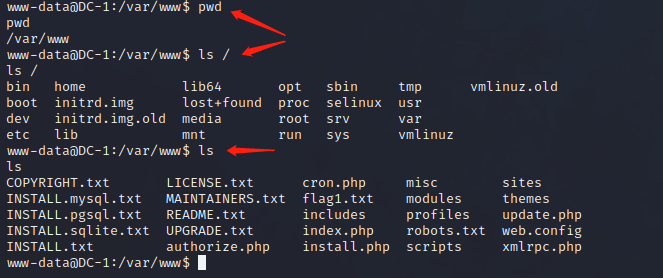 www-data@DC-1:/var/www$ pwd
pwd
/var/www
www-data@DC-1:/var/www$ ls /
ls /
bin   home            lib64       opt   sbin     tmp      vmlinuz.old
boot  initrd.img      lost+found  proc  selinux  usr
dev   initrd.img.old  media       root  srv      var
etc   lib             mnt         run   sys      vmlinuz
www-data@DC-1:/var/www$ ls
ls
COPYRIGHT.txt       LICENSE.txt      cron.php     misc        sites
INSTALL.mysql.txt   MAINTAINERS.txt  flag1.txt    modules     themes
INSTALL.pgsql.txt   README.txt       includes     profiles    update.php
INSTALL.sqlite.txt  UPGRADE.txt      index.php    robots.txt  web.config
INSTALL.txt         authorize.php    install.php  scripts     xmlrpc.php
www-data@DC-1:/var/www$